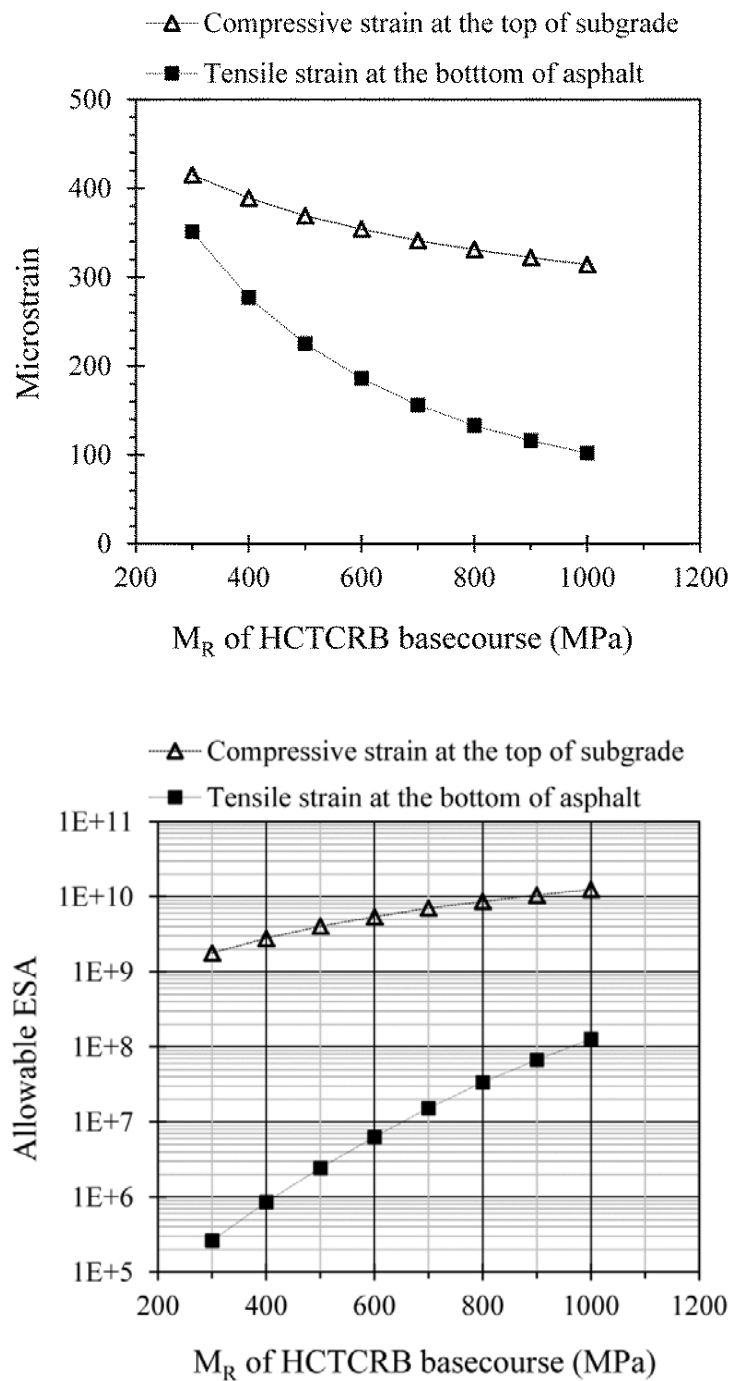 Compressive strain at the top of subgrade
Tensile strain at the botttom of asphalt
500
400
300
200
100
0
200 400 600 800 1000 1200
Microstrain
MR of HCTCRB basecourse (MPa)
Compressive strain at the top of subgrade
Tensile strain at the bottom of asphalt
1E+11
1E+10
1E+9
1E+8
1E+7
1E+6
1E+5
200 400 600 800 1000 1200
Allowable ESA
MR of HCTCRB basecourse (MPa)